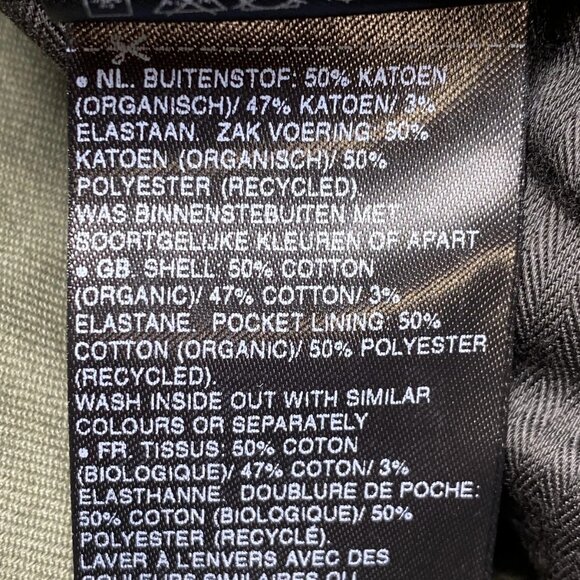 • NL. BUITENSTOF: 50% KATOEN
(ORGANISCH)/ 47% KATOEN/ 3%
ELASTAAN. ZAK VOERING: 50%
KATOEN (ORGANISCH)/ 50%
POLYESTER (RECYCLED).
WAS BINNENSTEBUITEN MET
SOORTGELIJKE KLEUREN OF APART
• GB. SHELL: 50% COTTON
(ORGANIC)/ 47% COTTON/ 3%
ELASTANE. POCKET LINING: 50%
COTTON (ORGANIC)/ 50% POLYESTER
(RECYCLED).
WASH INSIDE OUT WITH SIMILAR
COLOURS OR SEPARATELY
• FR. TISSUS: 50% COTON
(BIOLOGIQUE)/ 47% COTON/ 3%
ELASTHANNE. DOUBLURE DE POCHE:
50% COTON (BIOLOGIQUE)/ 50%
POLYESTER (RECYCLÉ).
LAVER À L'ENVERS AVEC DES
COULEURS SIMILAIRES OU